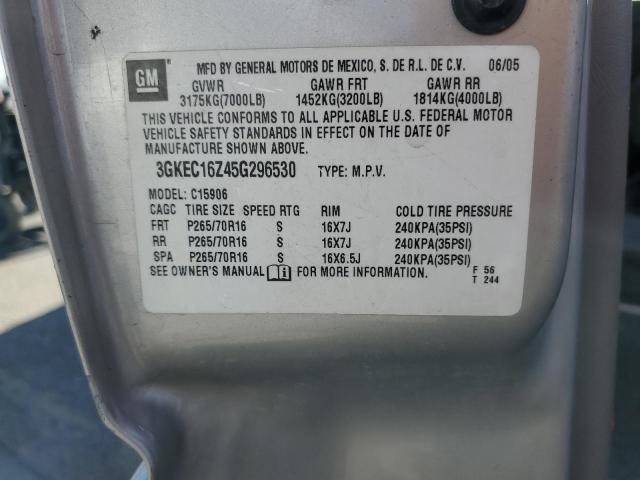 GM
MFD BY GENERAL MOTORS DE MEXICO, S. DE R.L. DE C.V. 06/05
GVWR GAWR FRT GAWR RR
3175KG(7000LB) 1452KG(3200LB) 1814KG(4000LB)
THIS VEHICLE CONFORMS TO ALL APPLICABLE U.S. FEDERAL MOTOR
VEHICLE SAFETY STANDARDS IN EFFECT ON THE DATE OF
MANUFACTURE SHOWN ABOVE.
3GKEC16Z45G296530 TYPE: M.P.V.
MODEL: C15906
CAGC TIRE SIZE SPEED RTG RIM COLD TIRE PRESSURE
FRT P265/70R16 S 16X7J 240KPA(35PSI)
RR P265/70R16 S 16X7J 240KPA(35PSI)
SPA P265/70R16 S 16X6.5J 240KPA(35PSI)
SEE OWNER'S MANUAL FOR MORE INFORMATION. F 56
T 244